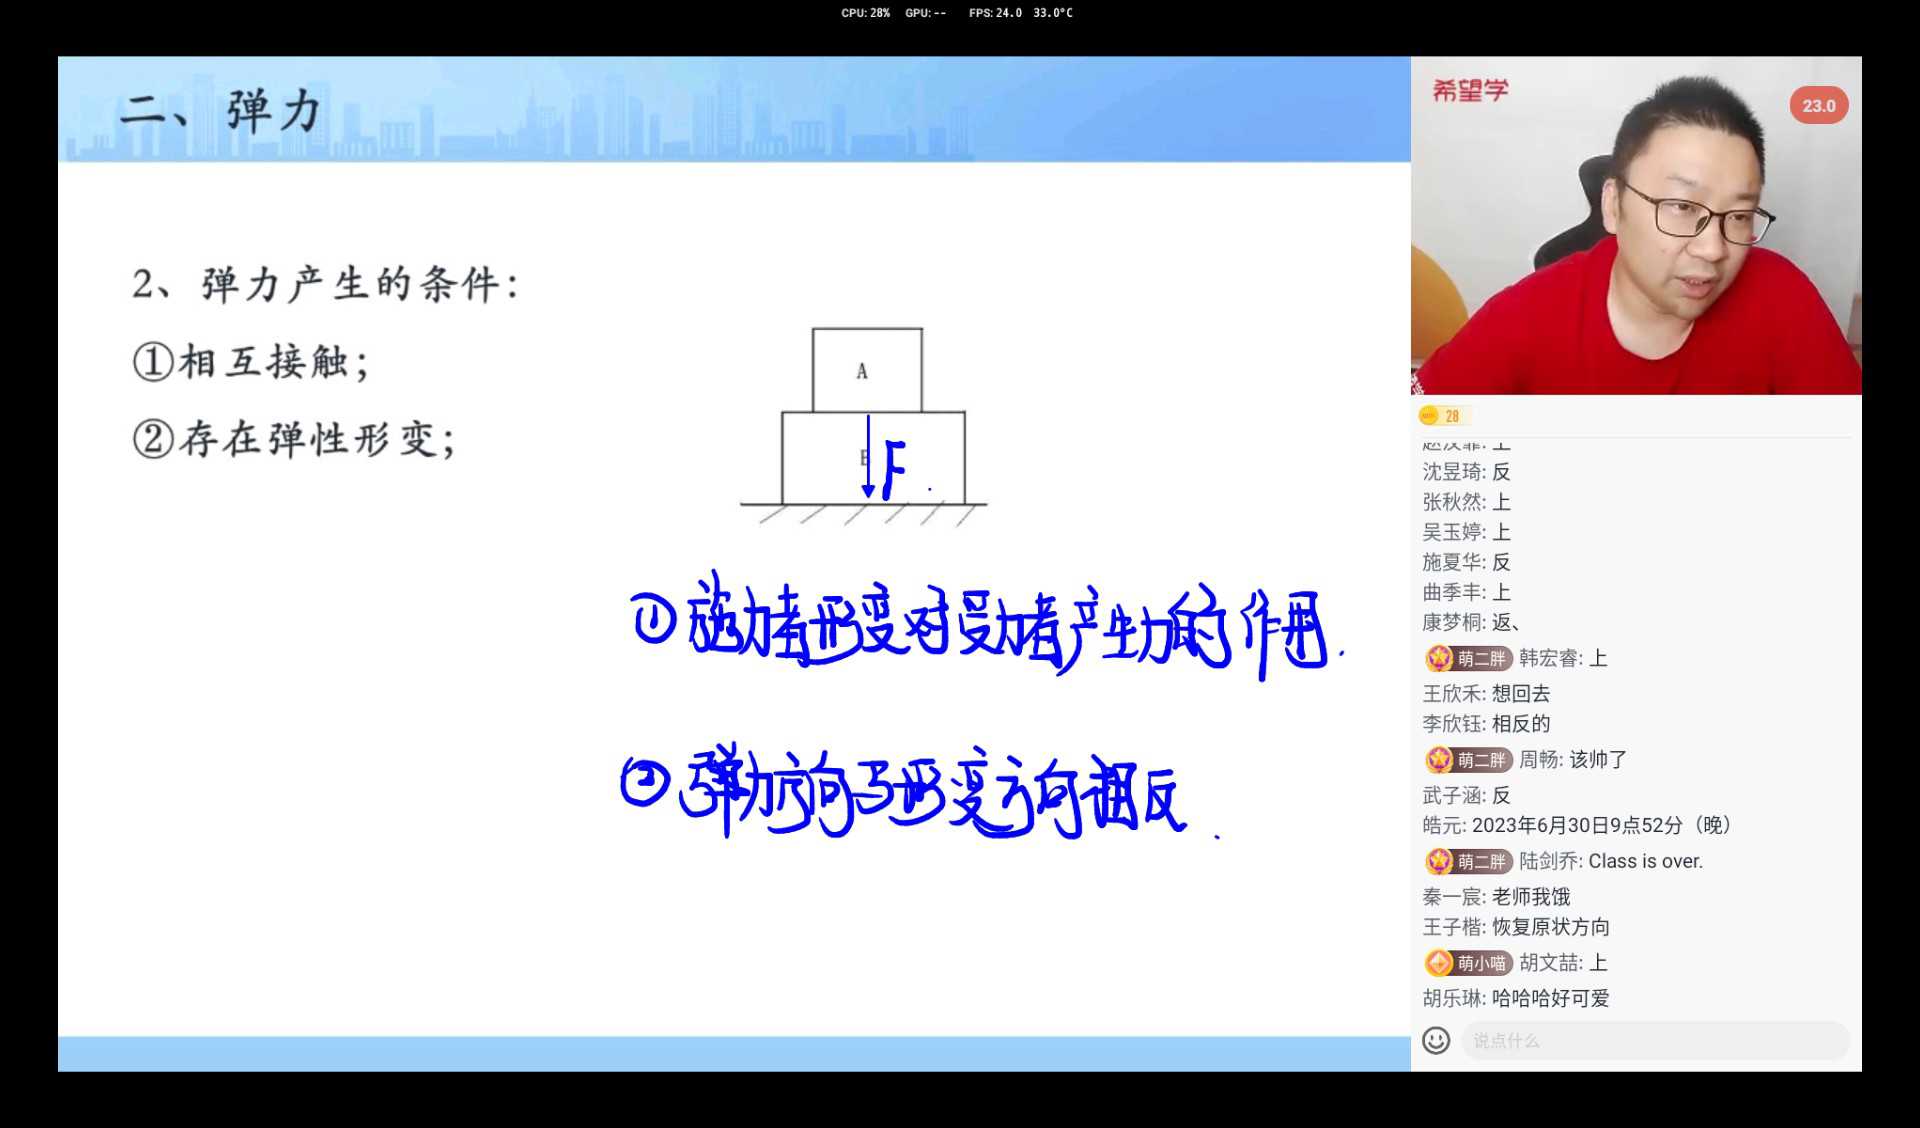 CPU: 28% GPU: -- FPS: 24.0 33.0°C
二、弹力
希望学
23.0
2、弹力产生的条件：
①相互接触；
②存在弹性形变；
A
F
①施力者形变对受力者产生力的作用.
②弹力方向与形变方向相反.
28
沈昱琦: 反
张秋然: 上
吴玉婷: 上
施夏华: 反
曲季丰: 上
康梦桐: 返、
萌二胖 韩宏睿: 上
王欣禾: 想回去
李欣钰: 相反的
萌二胖 周畅: 该帅了
武子涵: 反
皓元: 2023年6月30日9点52分（晚）
萌二胖 陆剑乔: Class is over.
秦一宸: 老师我饿
王子楷: 恢复原状方向
萌小喵 胡文喆: 上
胡乐琳: 哈哈哈好可爱
说点什么